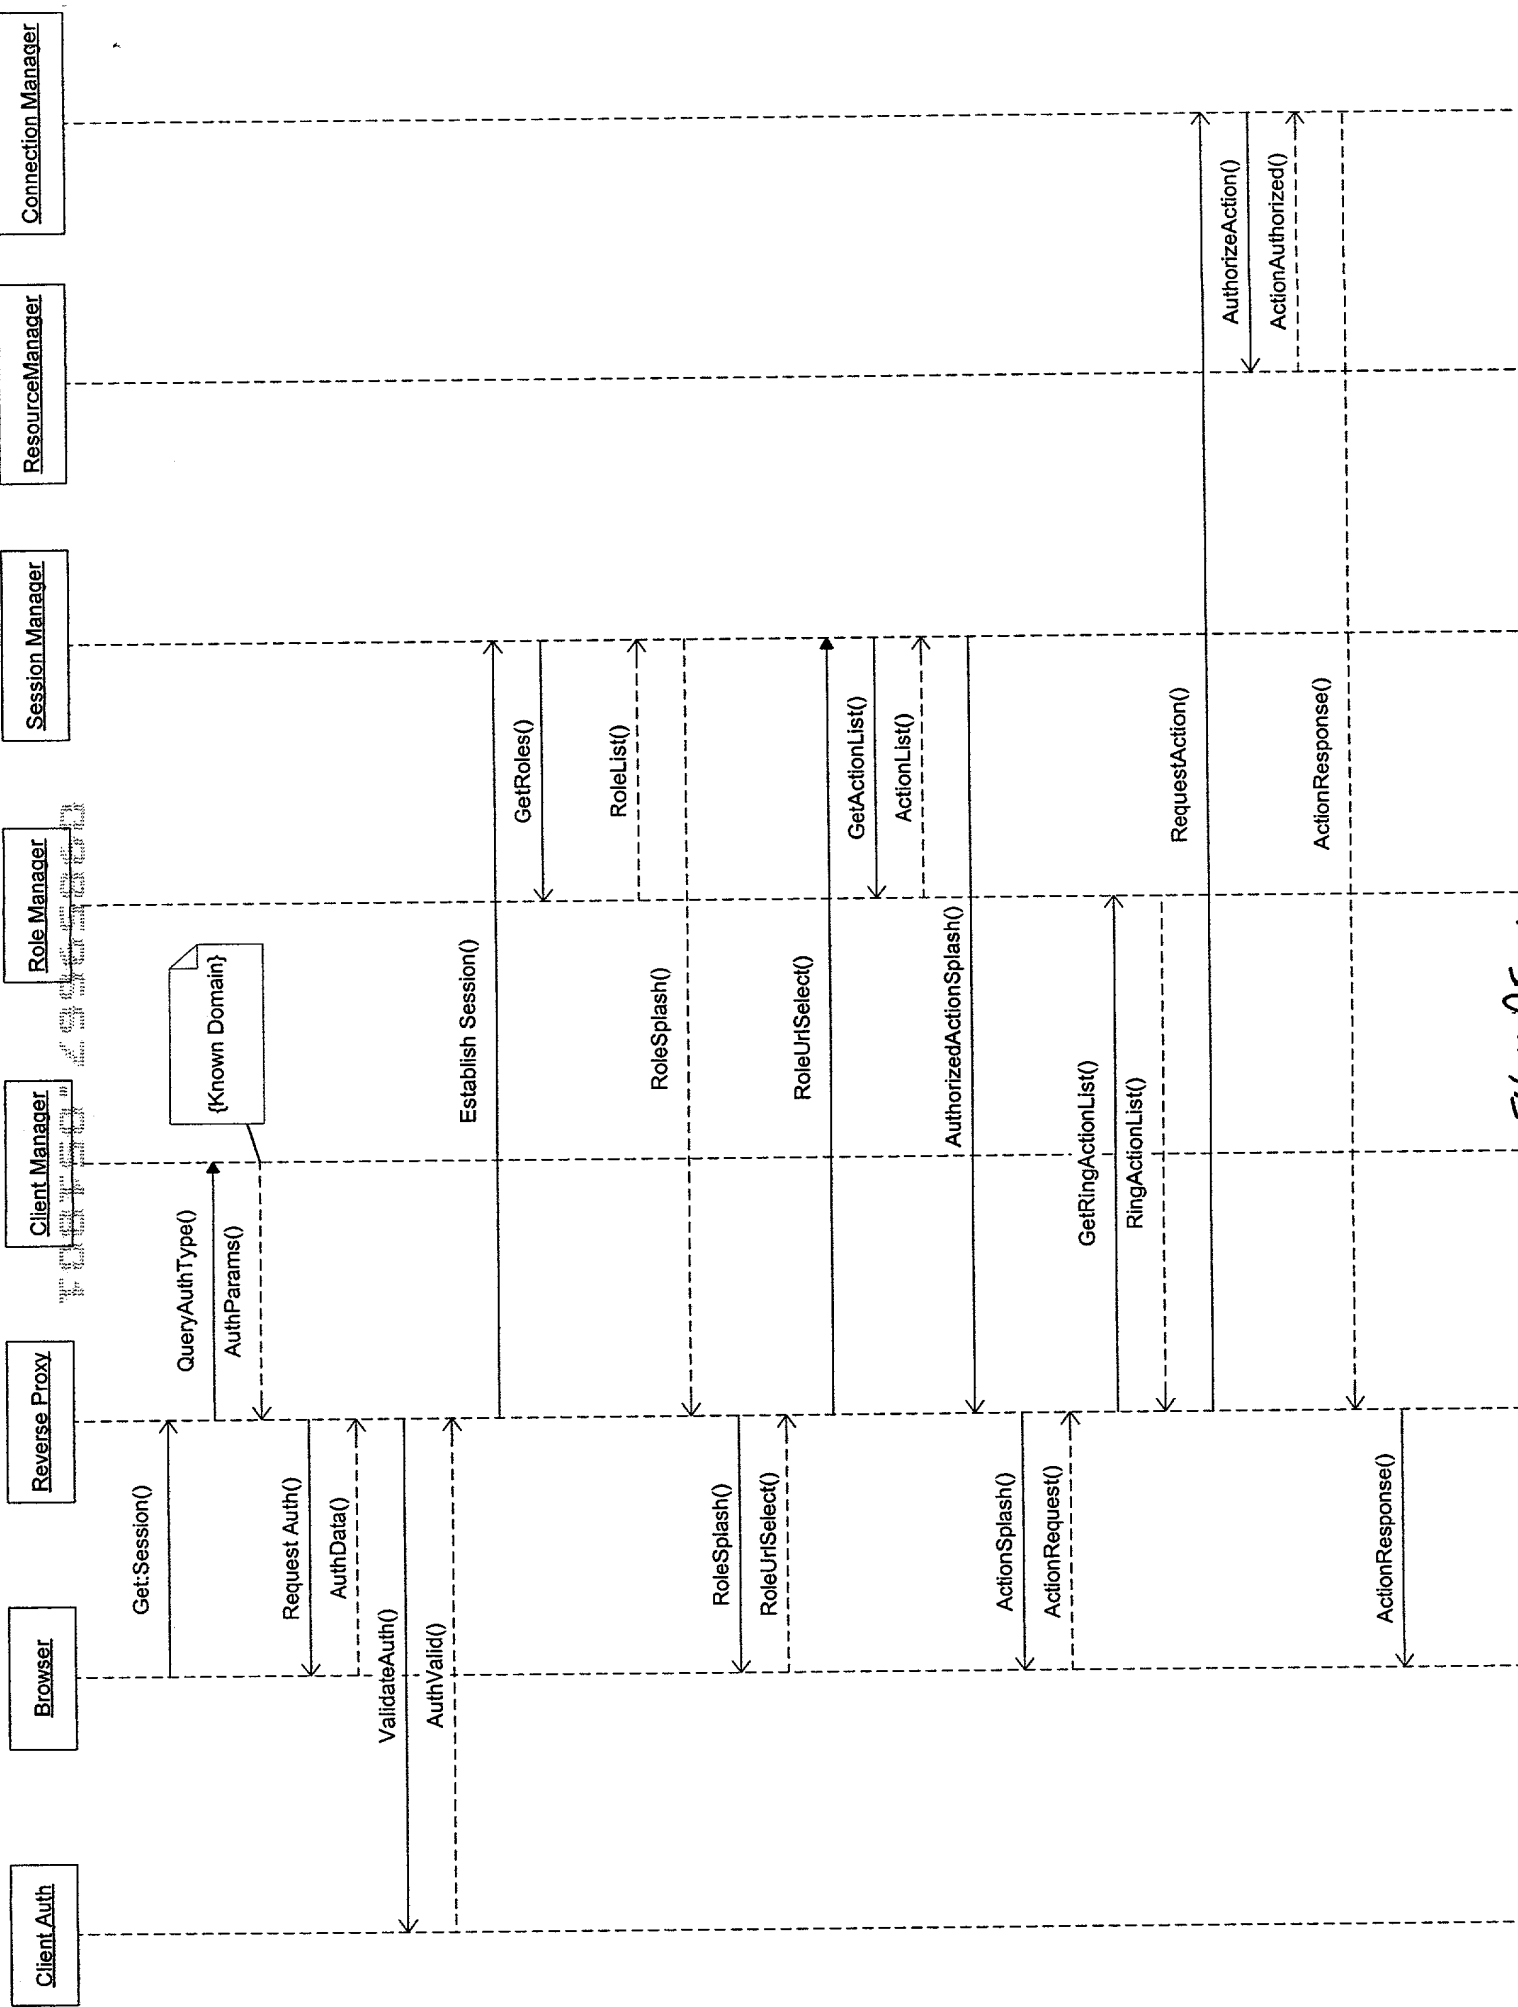 Client Auth
Browser
Reverse Proxy
Client Manager
Role Manager
Session Manager
ResourceManager
Connection Manager
Get:Session()
QueryAuthType()
AuthParams()
{Known Domain}
Request Auth()
AuthData()
ValidateAuth()
AuthValid()
Establish Session()
GetRoles()
RoleList()
RoleSplash()
RoleSplash()
RoleUrlSelect()
RoleUrlSelect()
GetActionList()
ActionList()
AuthorizedActionSplash()
ActionSplash()
ActionRequest()
GetRingActionList()
RingActionList()
RequestAction()
AuthorizeAction()
ActionAuthorized()
ActionResponse()
ActionResponse()